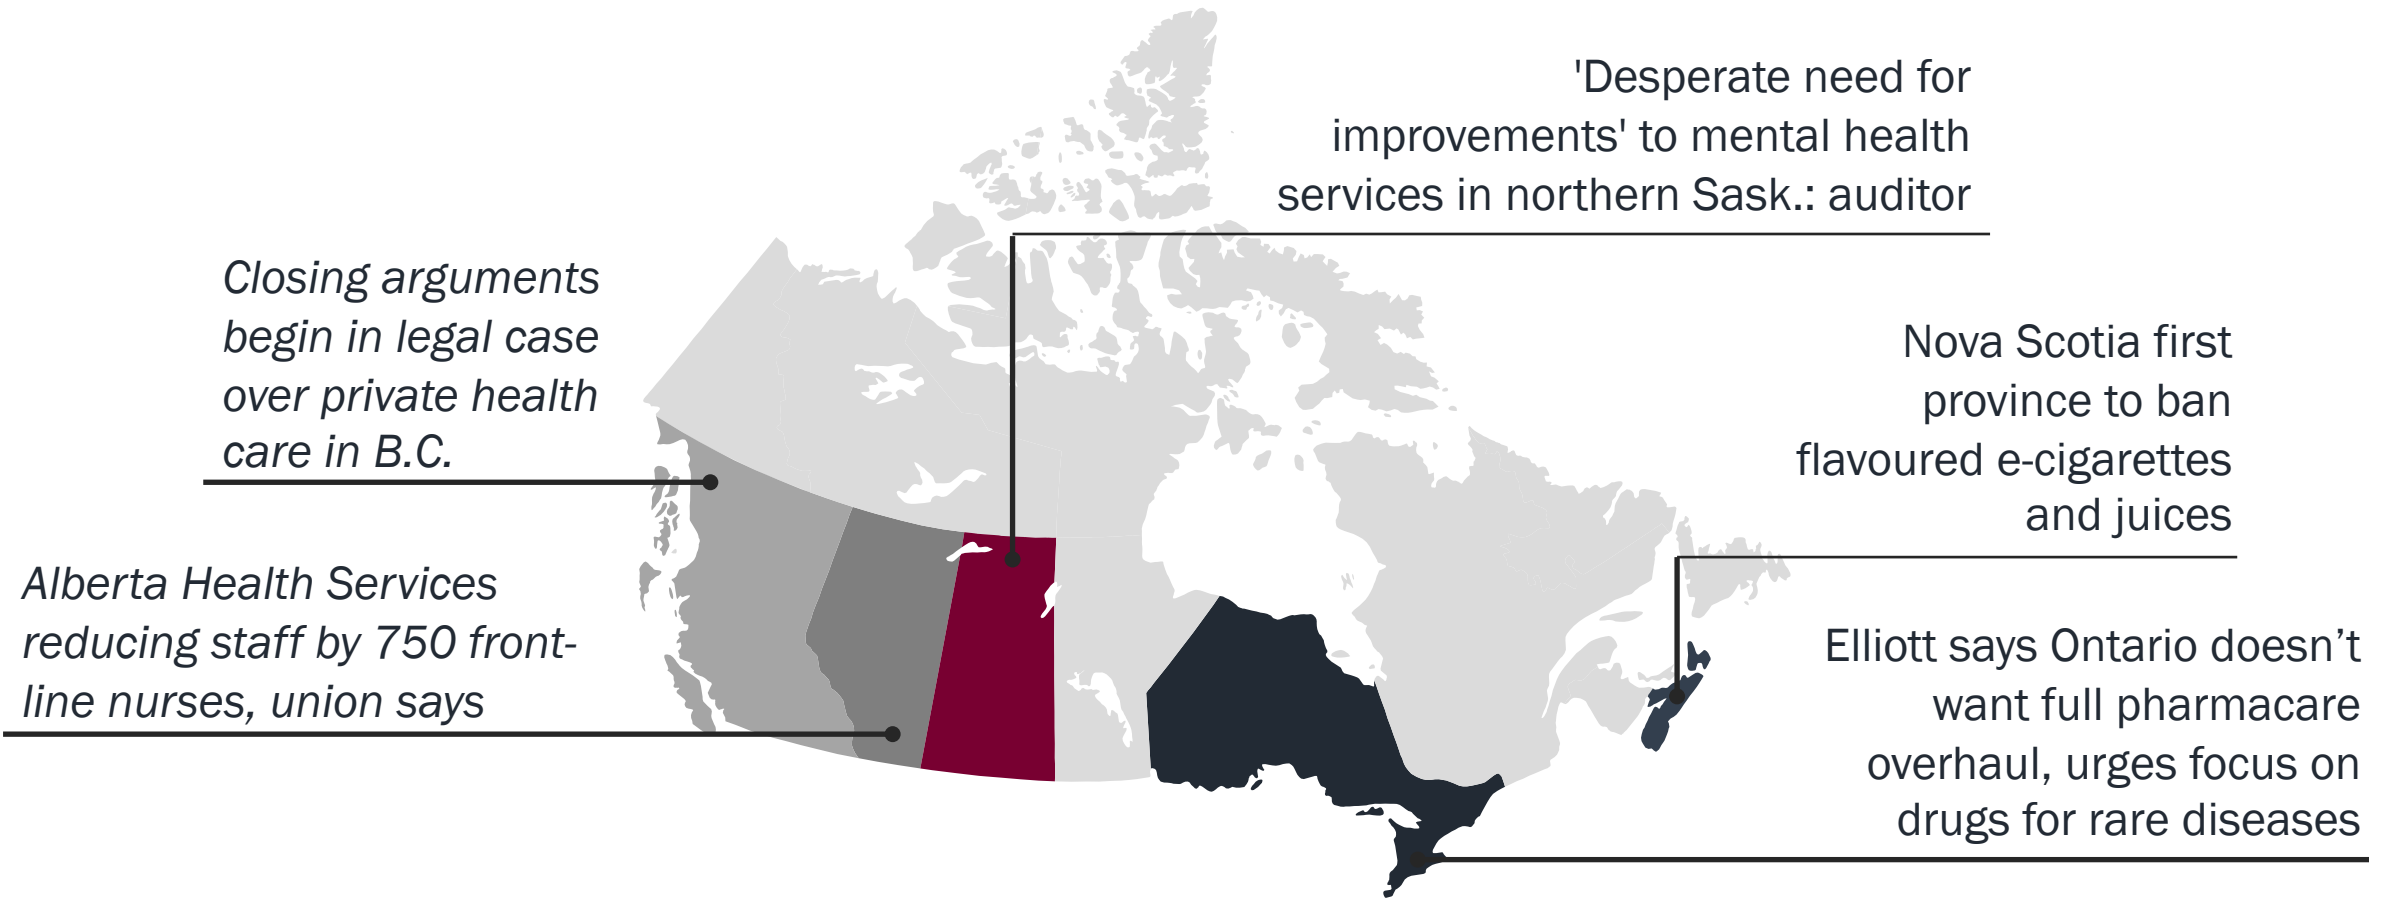 'Desperate need for
improvements' to mental health
services in northern Sask.: auditor
Closing arguments
begin in legal case
over private health
care in B.C.
Nova Scotia first
province to ban
flavoured e-cigarettes
and juices
Alberta Health Services
reducing staff by 750 front-
line nurses, union says
Elliott says Ontario doesn’t
want full pharmacare
overhaul, urges focus on
drugs for rare diseases